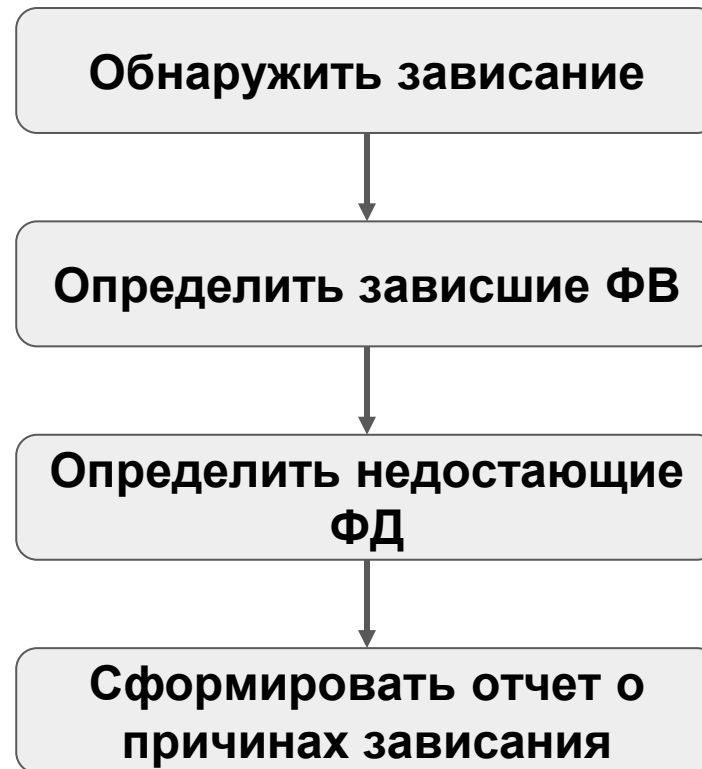 Обнаружить зависание
Определить зависшие ФВ
Определить недостающие
ФД
Сформировать отчет о
причинах зависания